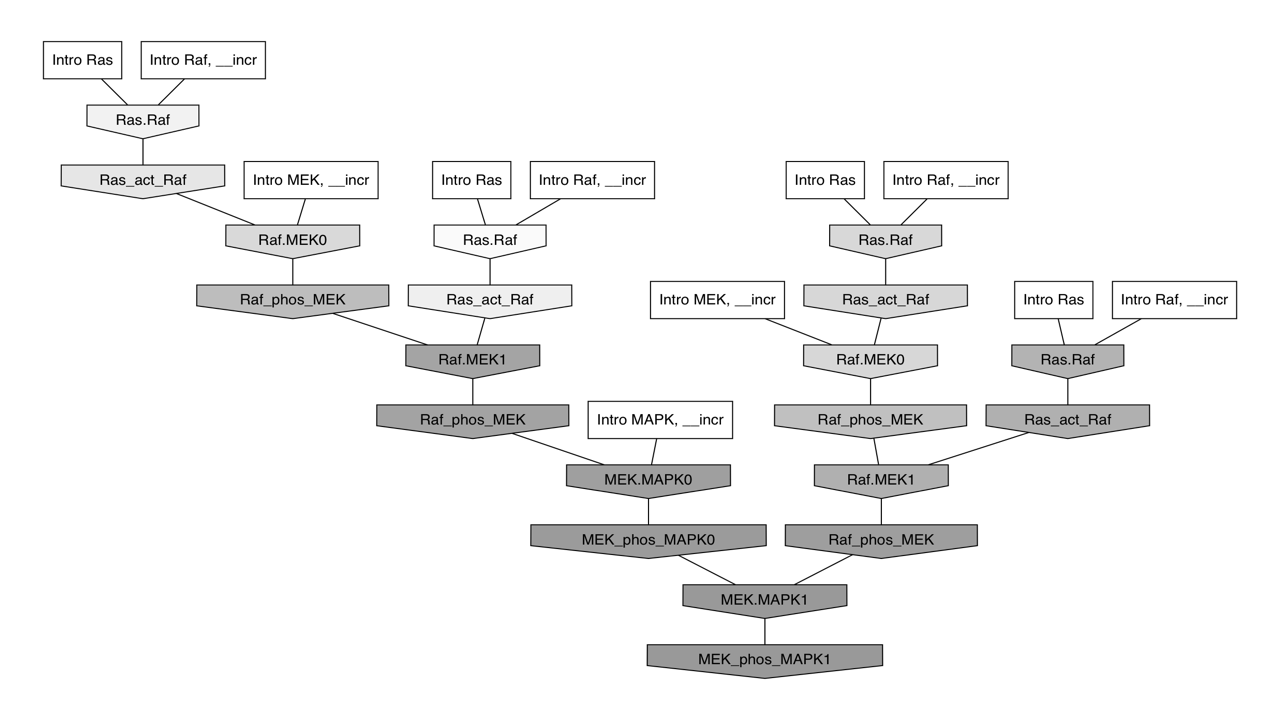 Intro Ras
Intro Raf, __incr
Ras.Raf
Ras_act_Raf
Intro MEK, __incr
Intro Ras
Intro Raf, __incr
Intro Ras
Intro Raf, __incr
Raf.MEK0
Ras.Raf
Ras.Raf
Raf_phos_MEK
Ras_act_Raf
Intro MEK, __incr
Ras_act_Raf
Intro Ras
Intro Raf, __incr
Raf.MEK1
Raf.MEK0
Ras.Raf
Raf_phos_MEK
Intro MAPK, __incr
Raf_phos_MEK
Ras_act_Raf
MEK.MAPK0
Raf.MEK1
MEK_phos_MAPK0
Raf_phos_MEK
MEK.MAPK1
MEK_phos_MAPK1